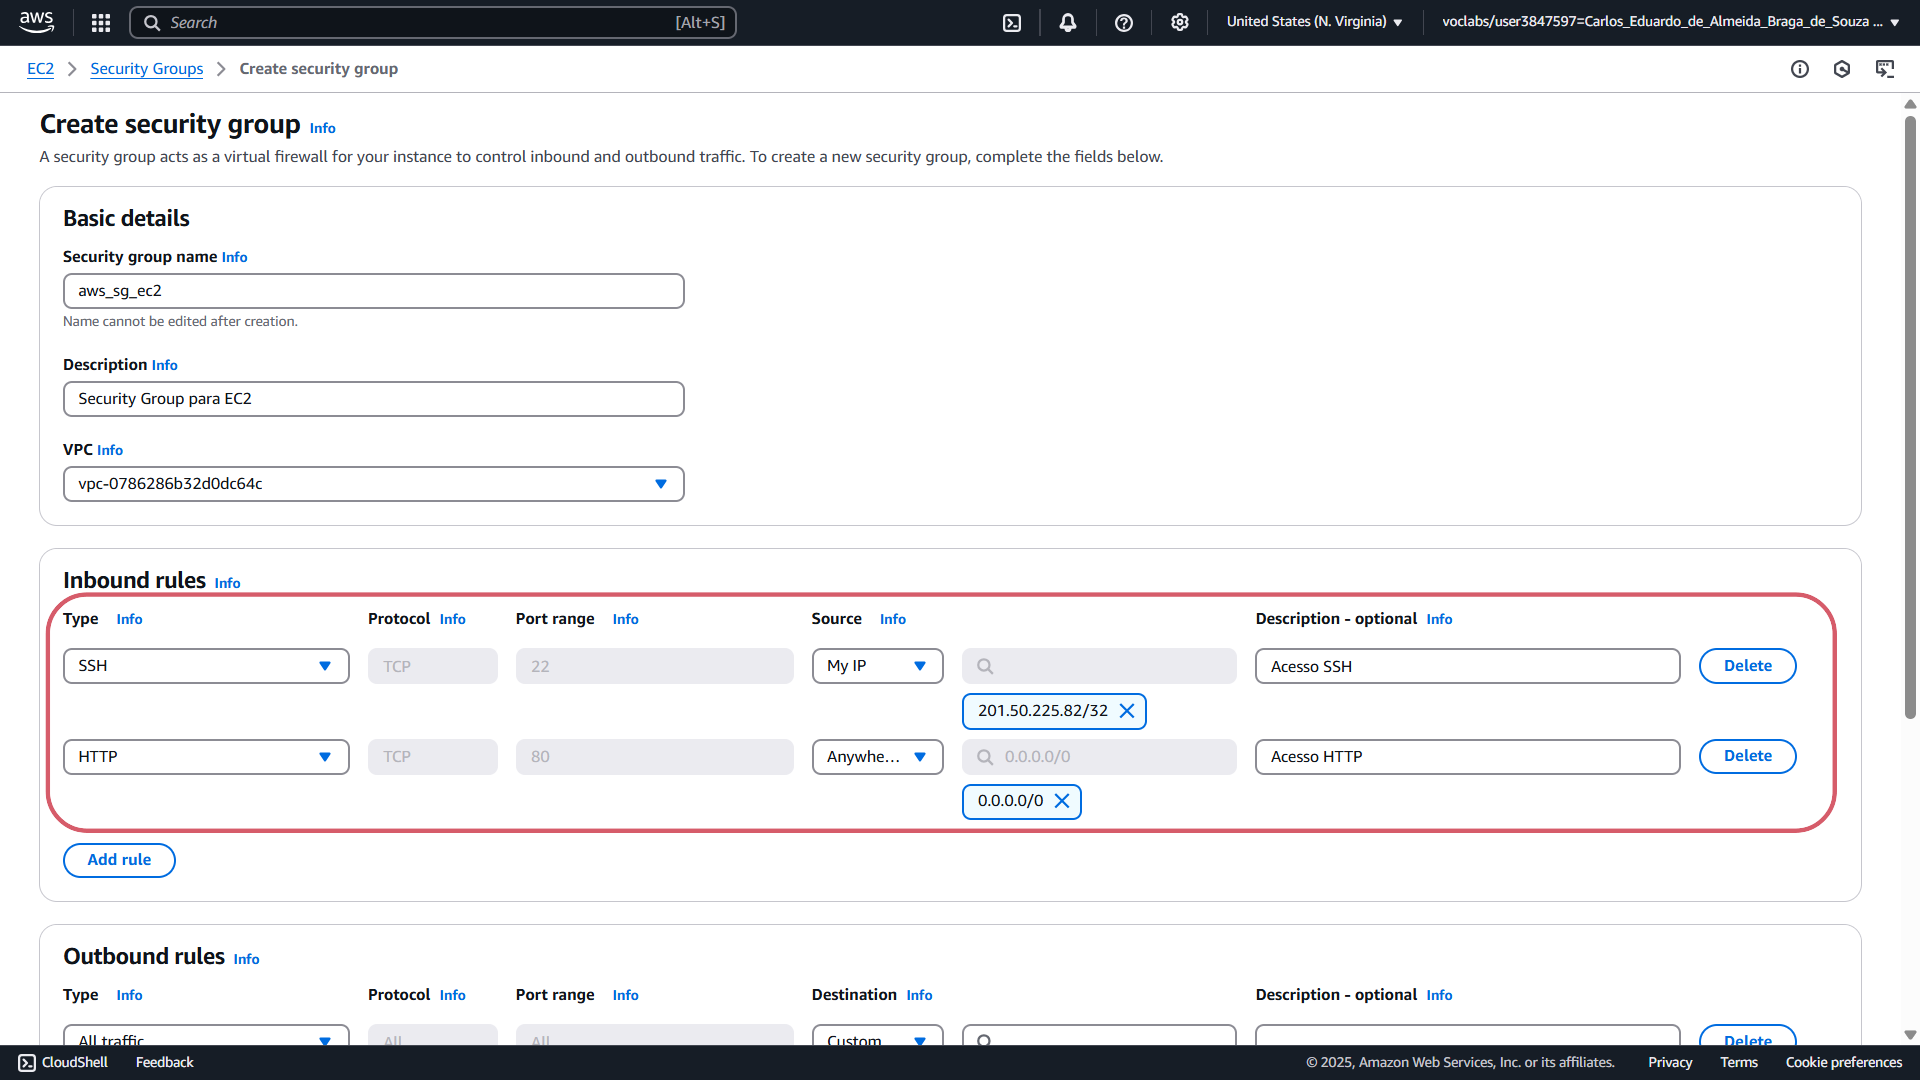 aws Search [Alt+S] United States (N. Virginia) voclabs/user3847597=Carlos_Eduardo_de_Almeida_Braga_de_Souza ...
EC2 Security Groups Create security group
Create security group Info
A security group acts as a virtual firewall for your instance to control inbound and outbound traffic. To create a new security group, complete the fields below.
Basic details
Security group name Info
aws_sg_ec2
Name cannot be edited after creation.
Description Info
Security Group para EC2
VPC Info
vpc-0786286b32d0dc64c
Inbound rules Info
Type Info Protocol Info Port range Info Source Info Description - optional Info
SSH TCP 22 My IP Acesso SSH Delete
201.50.225.82/32
HTTP TCP 80 Anywhe... 0.0.0.0/0 Acesso HTTP Delete
0.0.0.0/0
Add rule
Outbound rules Info
Type Info Protocol Info Port range Info Destination Info Description - optional Info
All traffic All All Custom Delete
CloudShell Feedback © 2025, Amazon Web Services, Inc. or its affiliates. Privacy Terms Cookie preferences